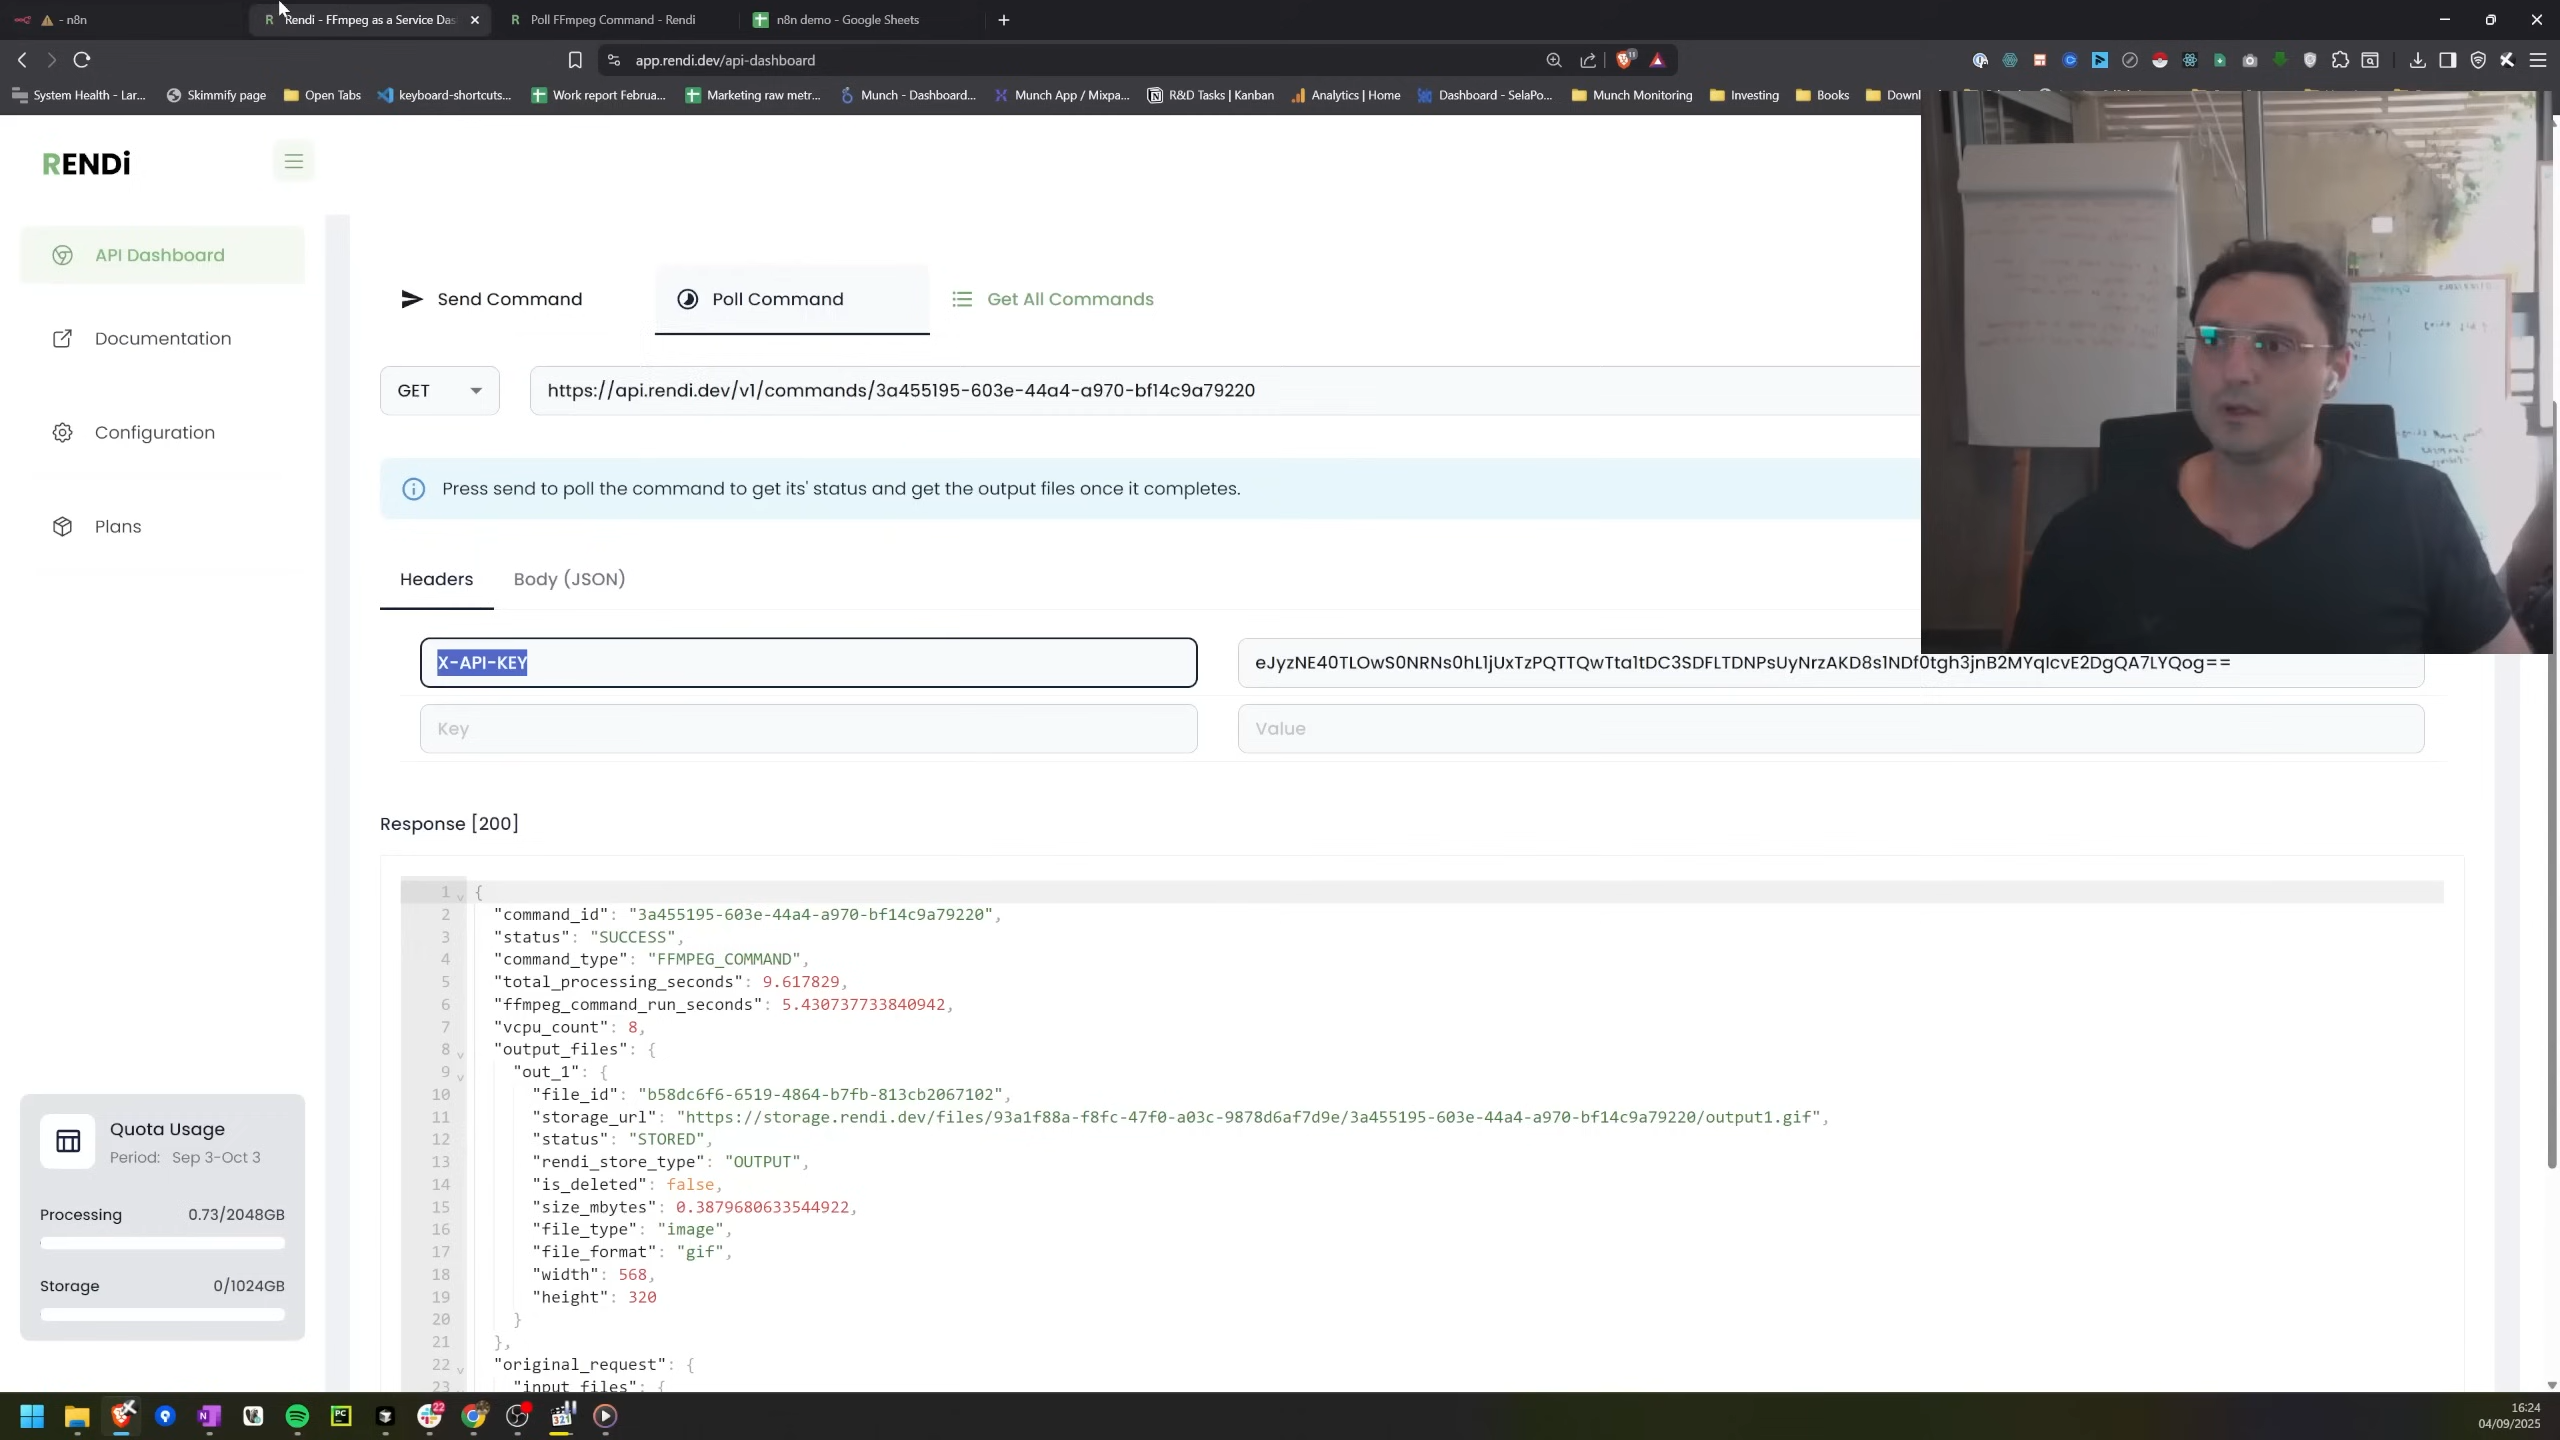 - n8n
Rendi - FFmpeg as a Service Das
Poll FFmpeg Command - Rendi
n8n demo - Google Sheets
app.rendi.dev/api-dashboard
System Health - Lar...
Skimmify page
Open Tabs
keyboard-shortcuts...
Work report Februa...
Marketing raw metr...
Munch - Dashboard...
Munch App / Mixpa...
R&D Tasks | Kanban
Analytics | Home
Dashboard - SelaPo...
Munch Monitoring
Investing
Books
Downl
RENDi
API Dashboard
Documentation
Configuration
Plans
Send Command
Poll Command
Get All Commands
GET
https://api.rendi.dev/v1/commands/3a455195-603e-44a4-a970-bf14c9a79220
Press send to poll the command to get its' status and get the output files once it completes.
Headers
Body (JSON)
X-API-KEY
eJyzNE40TLOwS0NRNs0hL1jUxTzPQTTQwTta1tDC3SDFLTDNPsUyNrzAKD8s1NDf0tgh3jnB2MYqIcvE2DgQA7LYQog==
Key
Value
Response [200]
1 {
2 "command_id": "3a455195-603e-44a4-a970-bf14c9a79220",
3 "status": "SUCCESS",
4 "command_type": "FFMPEG_COMMAND",
5 "total_processing_seconds": 9.617829,
6 "ffmpeg_command_run_seconds": 5.430737733840942,
7 "vcpu_count": 8,
8 "output_files": {
9 "out_1": {
10 "file_id": "b58dc6f6-6519-4864-b7fb-813cb2067102",
11 "storage_url": "https://storage.rendi.dev/files/93a1f88a-f8fc-47f0-a03c-9878d6af7d9e/3a455195-603e-44a4-a970-bf14c9a79220/output1.gif",
12 "status": "STORED",
13 "rendi_store_type": "OUTPUT",
14 "is_deleted": false,
15 "size_mbytes": 0.3879680633544922,
16 "file_type": "image",
17 "file_format": "gif",
18 "width": 568,
19 "height": 320
20 }
21 },
22 "original_request": {
23 "input_files": {
Quota Usage
Period: Sep 3-Oct 3
Processing 0.73/2048GB
Storage 0/1024GB
22
321
16:24
04/09/2025